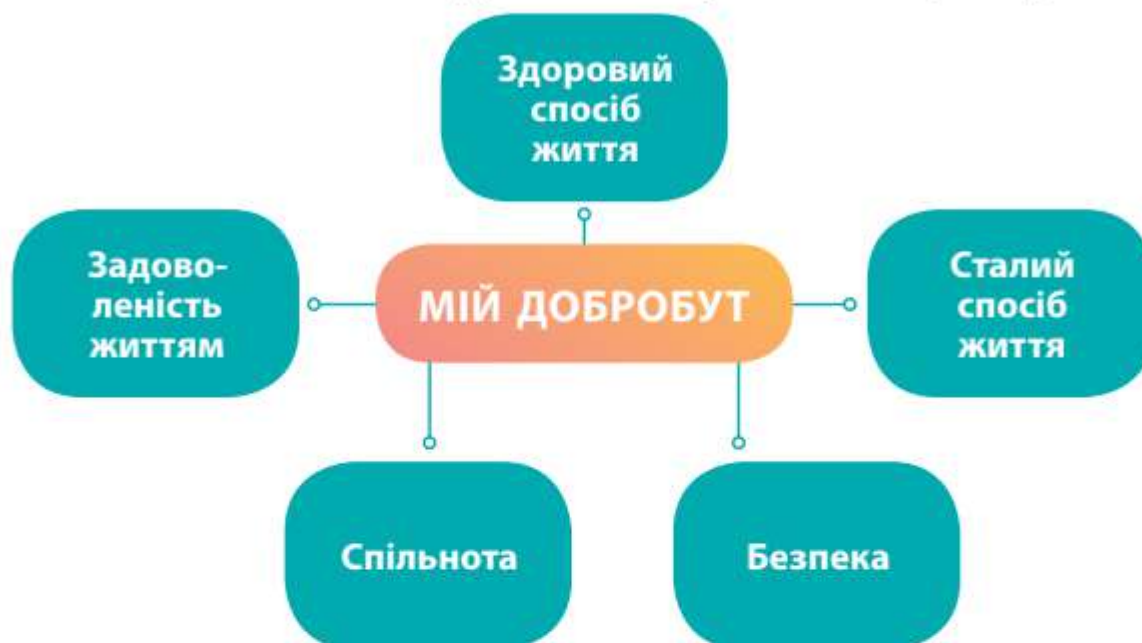 Здоровий
спосіб
життя
Задово-
леність
життям
МІЙ ДОБРОБУТ
Сталий
спосіб
життя
Спільнота
Безпека